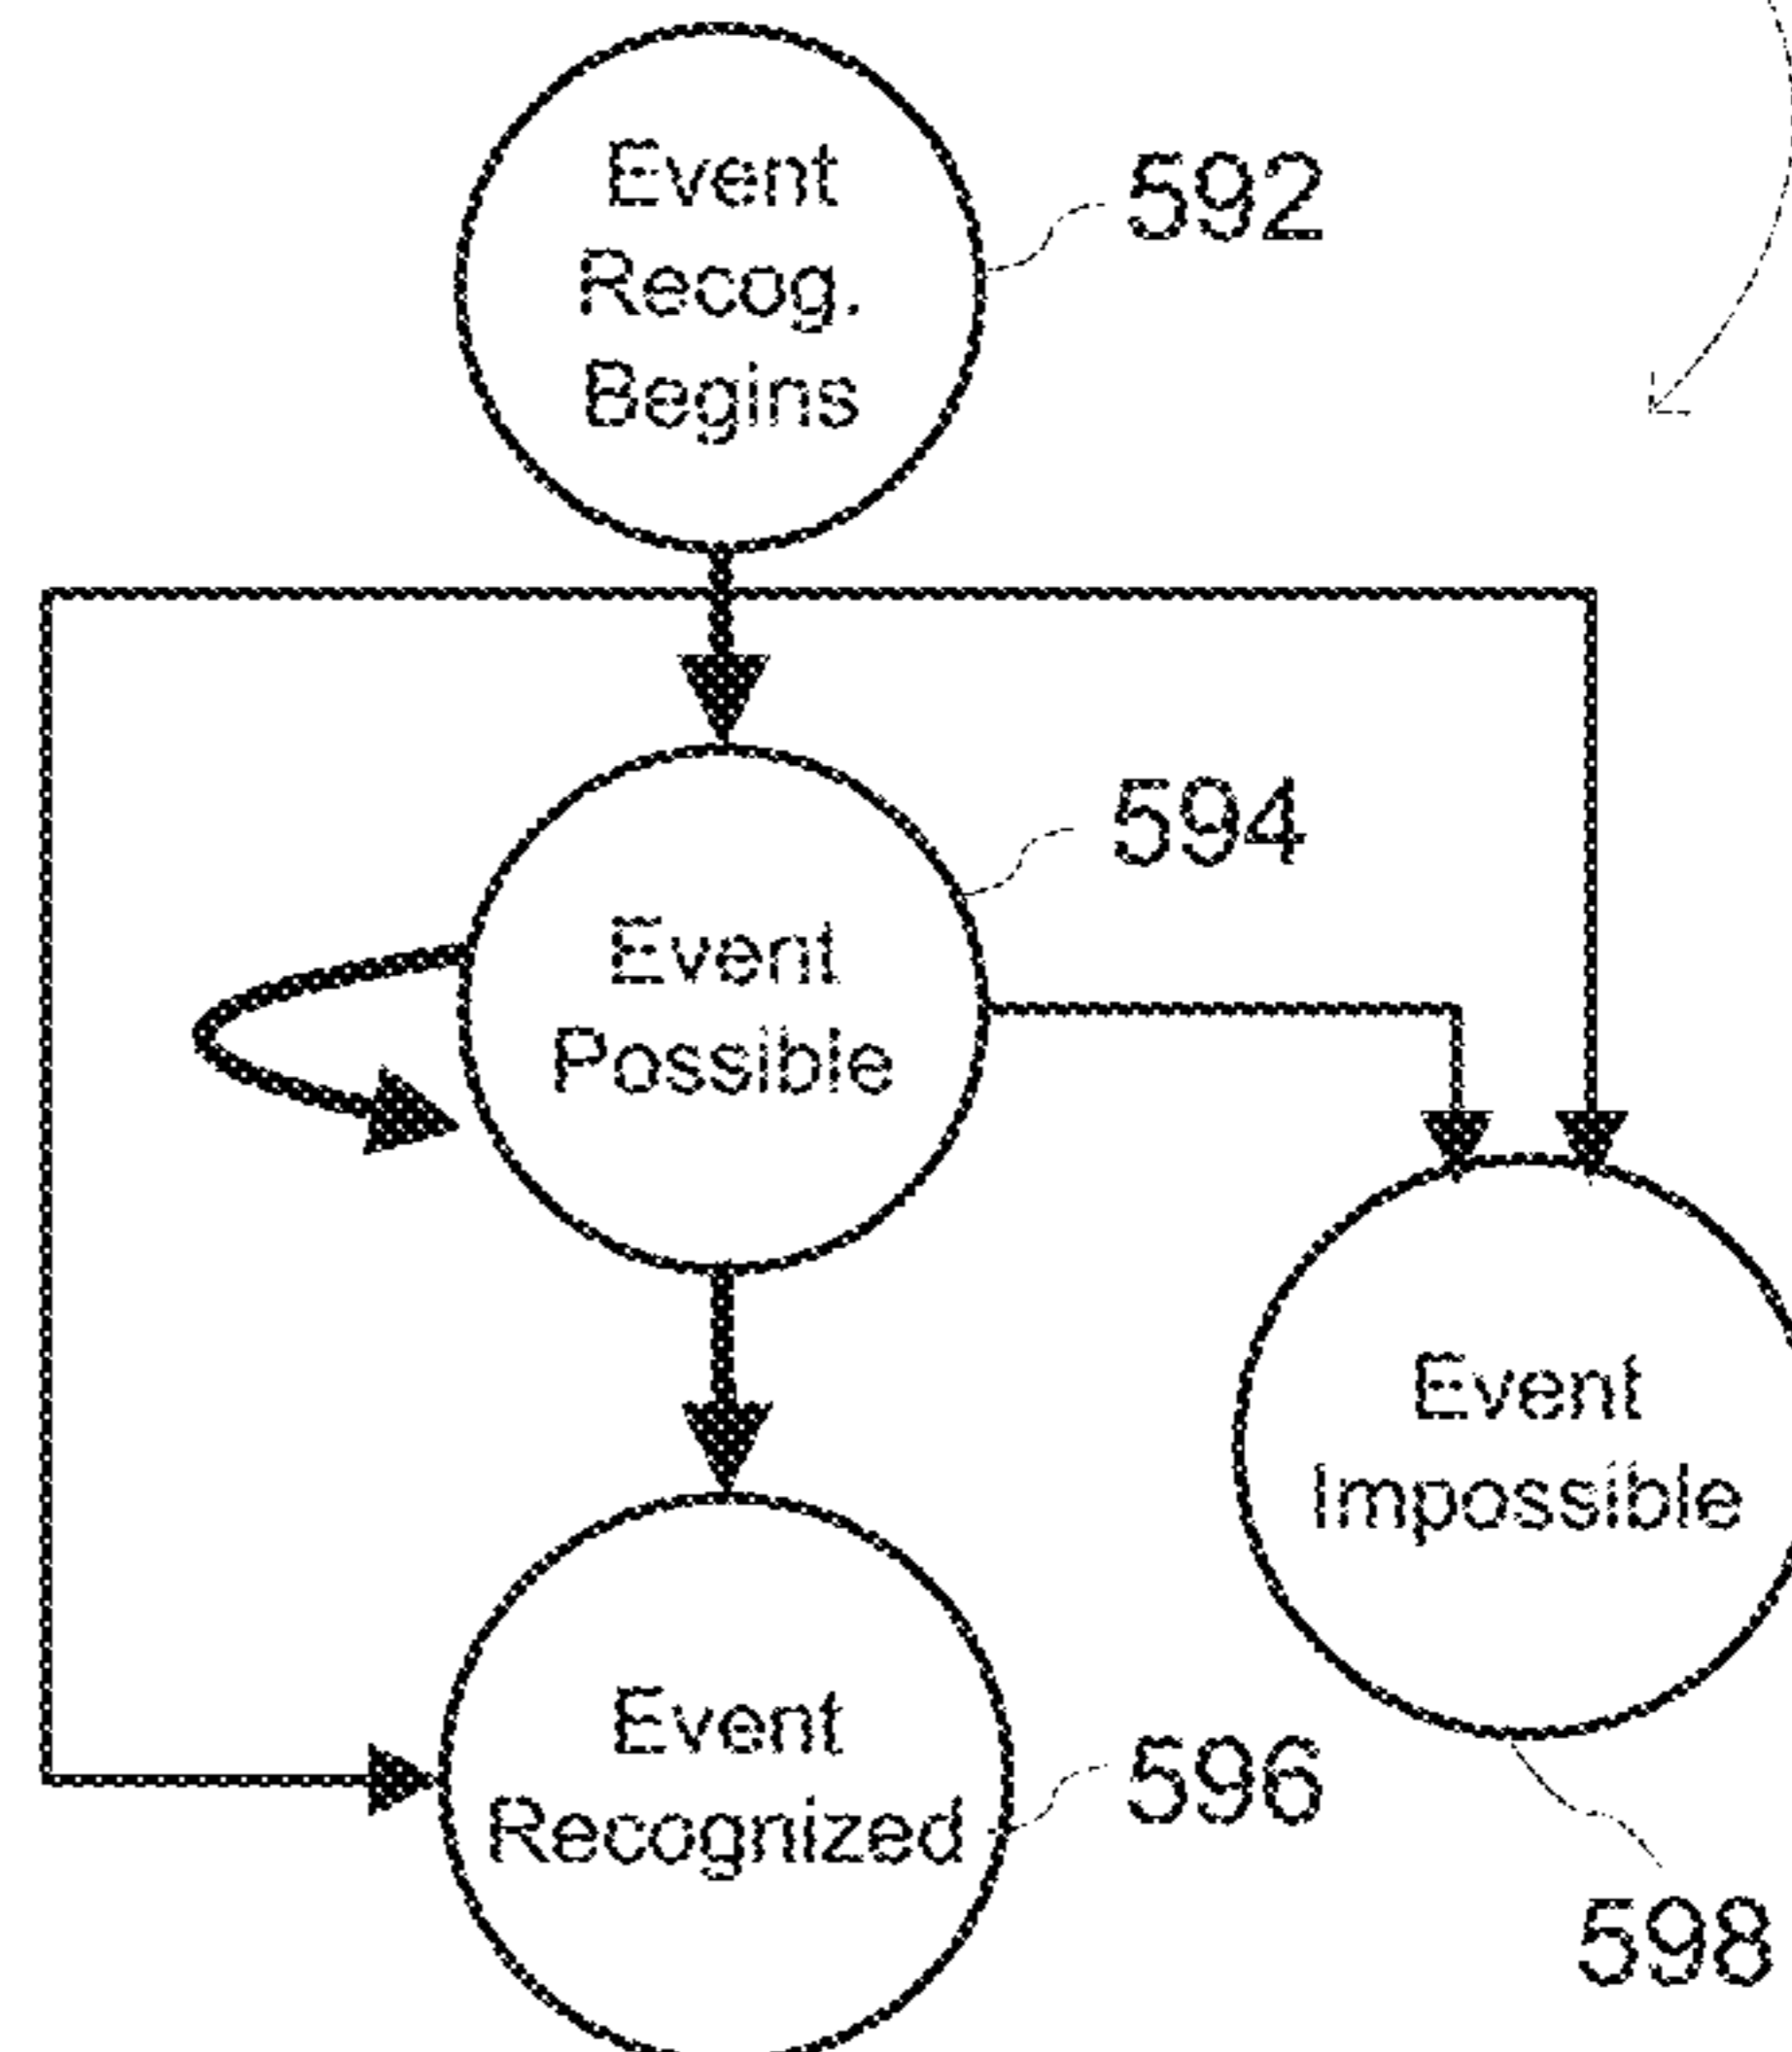 Event
Recog.
Begins
592
594
Event
Possible
Event
Impossible
Event
Recognized
596
598